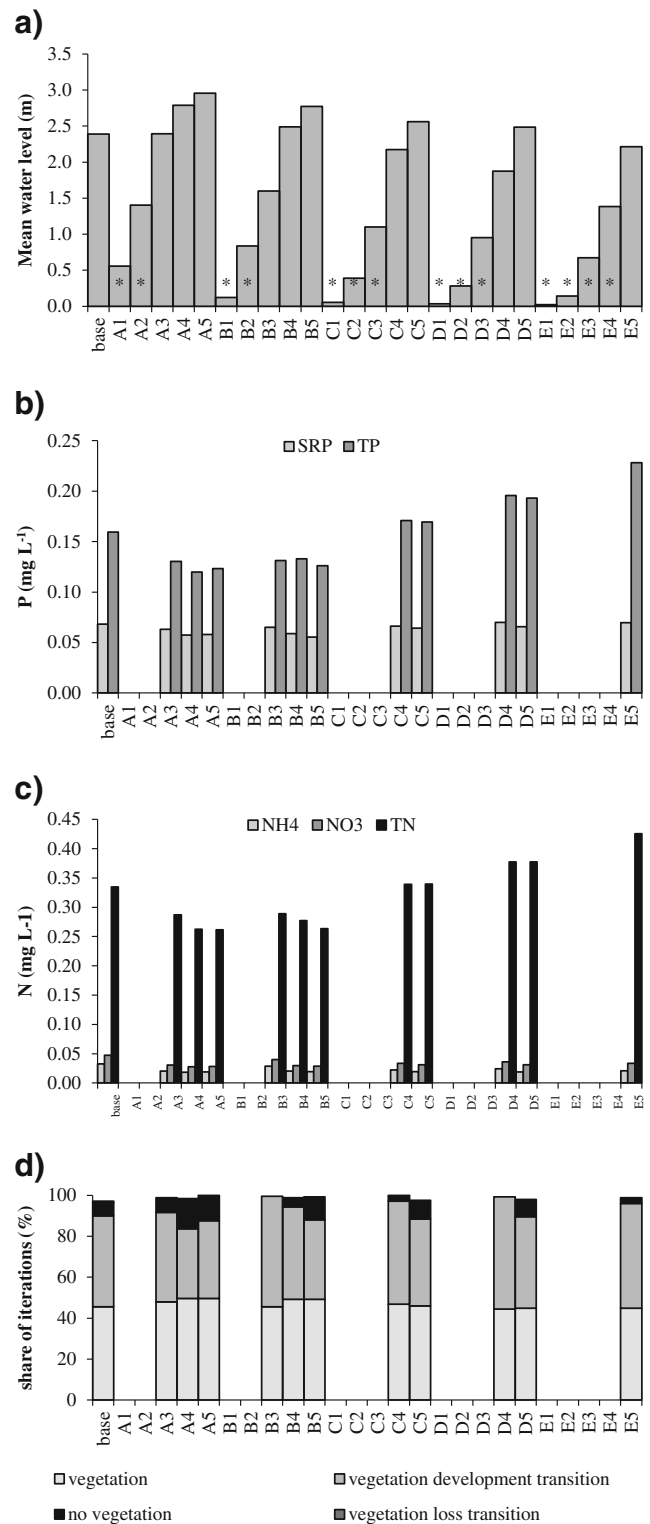 a)
Mean water level (m)
3.5
3.0
2.5
2.0
1.5
1.0
0.5
0.0
* * * * * * * * * * * * * *
base A1 A2 A3 A4 A5 B1 B2 B3 B4 B5 C1 C2 C3 C4 C5 D1 D2 D3 D4 D5 E1 E2 E3 E4 E5
b)
P (mg L-1)
SRP TP
0.25
0.20
0.15
0.10
0.05
0.00
base A1 A2 A3 A4 A5 B1 B2 B3 B4 B5 C1 C2 C3 C4 C5 D1 D2 D3 D4 D5 E1 E2 E3 E4 E5
c)
N (mg L-1)
NH4 NO3 TN
0.45
0.40
0.35
0.30
0.25
0.20
0.15
0.10
0.05
0.00
base A1 A2 A3 A4 A5 B1 B2 B3 B4 B5 C1 C2 C3 C4 C5 D1 D2 D3 D4 D5 E1 E2 E3 E4 E5
d)
share of iterations (%)
100
80
60
40
20
0
base A1 A2 A3 A4 A5 B1 B2 B3 B4 B5 C1 C2 C3 C4 C5 D1 D2 D3 D4 D5 E1 E2 E3 E4 E5
vegetation vegetation development transition
no vegetation vegetation loss transition